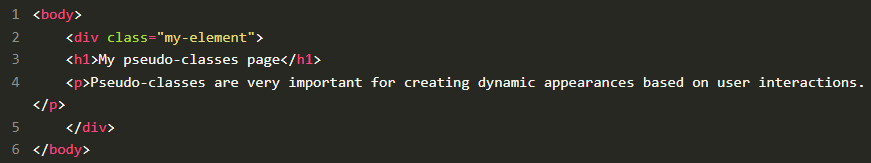 1 <body>
2     <div class="my-element">
3     <h1>My pseudo-classes page</h1>
4     <p>Pseudo-classes are very important for creating dynamic appearances based on user interactions.
</p>
5     </div>
6 </body>